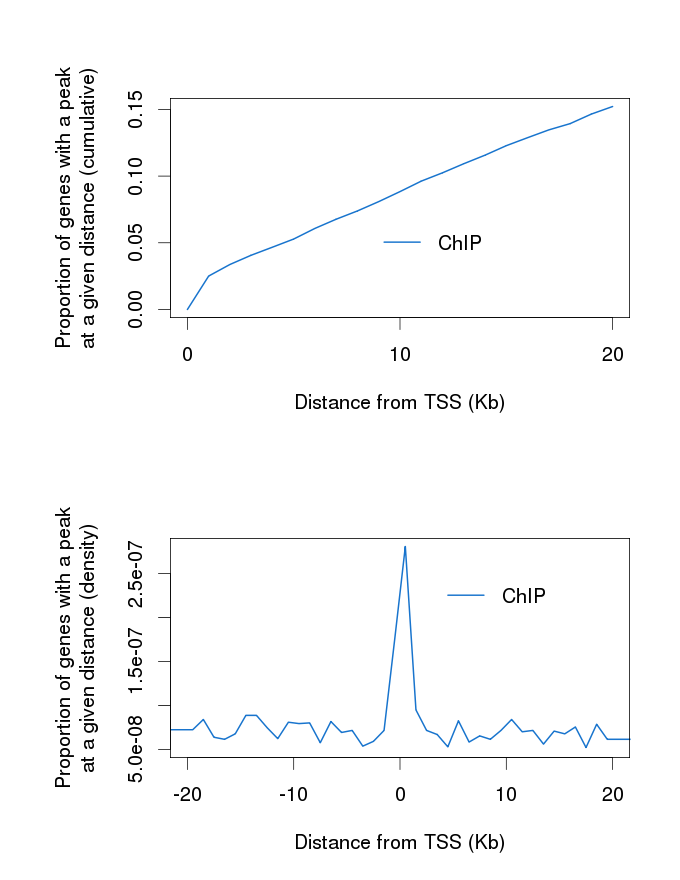 Proportion of genes with a peak
at a given distance (cumulative)
0.15
0.10
0.05
0.00
ChIP
0 10 20
Distance from TSS (Kb)
Proportion of genes with a peak
at a given distance (density)
2.5e-07
1.5e-07
5.0e-08
ChIP
-20 -10 0 10 20
Distance from TSS (Kb)